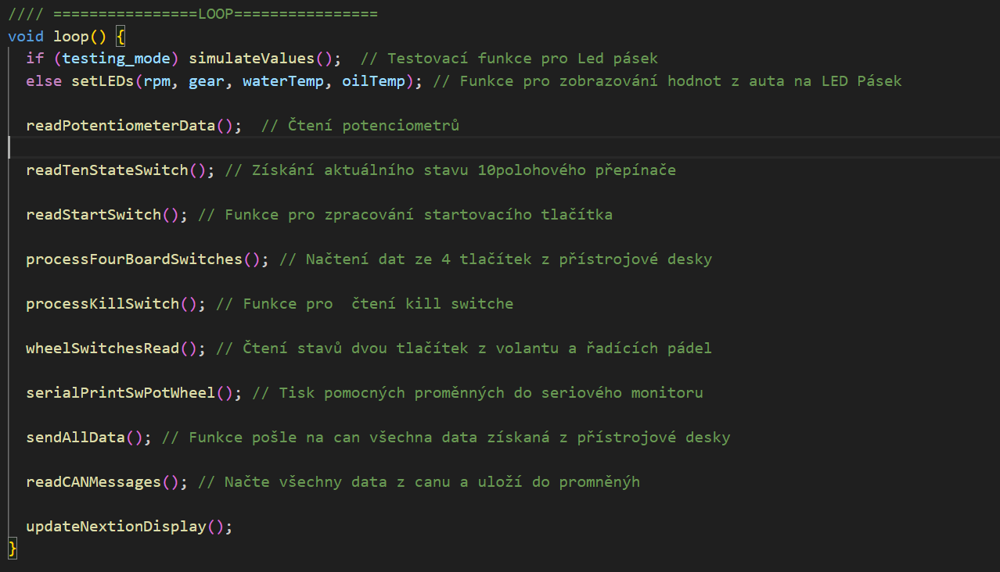 //// ================LOOP================
void loop() {
if (testing_mode) simulateValues();  // Testovací funkce pro Led pásek
else setLEDs(rpm, gear, waterTemp, oilTemp); // Funkce pro zobrazování hodnot z auta na LED Pásek
readPotentiometerData();  // Čtení potenciometrů
readTenStateSwitch(); // Získání aktuálního stavu 10polohového přepínače
readStartSwitch(); // Funkce pro zpracování startovacího tlačítka
processFourBoardSwitches(); // Načtení dat ze 4 tlačítek z přístrojové desky
processKillSwitch(); // Funkce pro  čtení kill switche
wheelSwitchesRead(); // Čtení stavů dvou tlačítek z volantu a řadících pádel
serialPrintSwPotWheel(); // Tisk pomocných proměnných do seriového monitoru
sendAllData(); // Funkce pošle na can všechna data získaná z přístrojové desky
readCANMessages(); // Načte všechny data z canu a uloží do promněnýh
updateNextionDisplay();
}